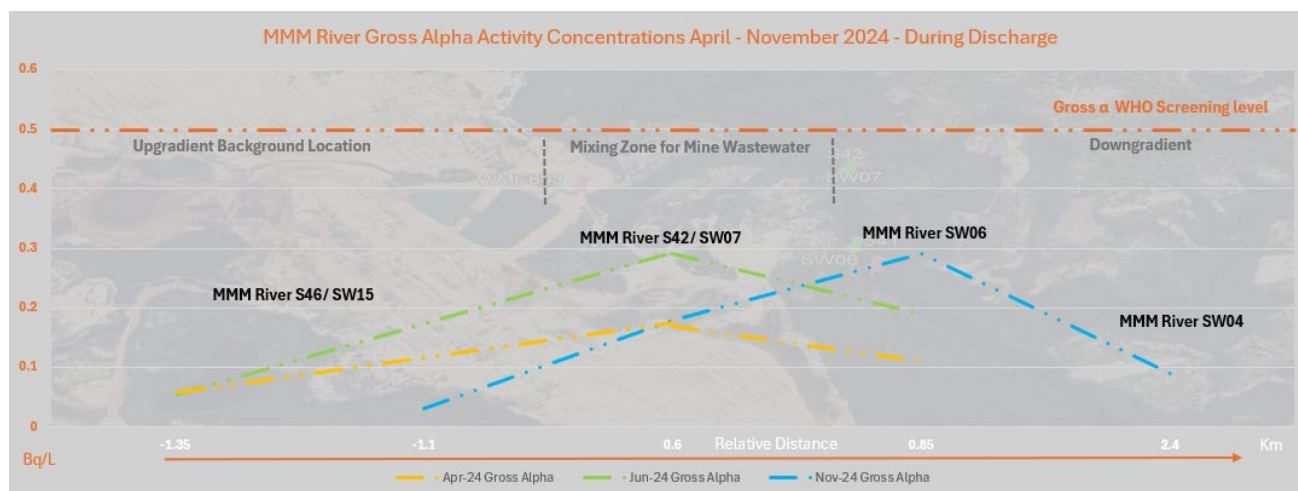 MMM River Gross Alpha Activity Concentrations April - November 2024 - During Discharge
0.6
Gross α WHO Screening level
0.5
Upgradient Background Location
Mixing Zone for Mine Wastewater
Downgradient
SW07
0.4
MMM River S42/ SW07
MMM River SW06
0.3
SW06
MMM River S46/ SW15
0.2
MMM River SW04
0.1
0
-1.35
-1.1
0.6
Relative Distance
0.85
2.4
Km
Bq/L
Apr-24 Gross Alpha
Jun-24 Gross Alpha
Nov-24 Gross Alpha